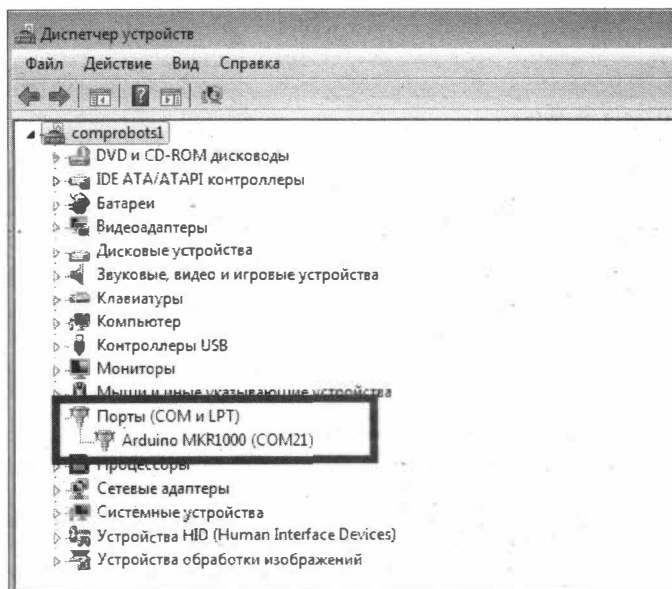 Диспетчер устройств
Файл Действие Вид Справка
comprobots1
DVD и CD-ROM дисководы
IDE ATA/ATAPI контроллеры
Батареи
Видеоадаптеры
Дисковые устройства
Звуковые, видео и игровые устройства
Клавиатуры
Компьютер
Контроллеры USB
Мониторы
Мыши и иные указывающие устройства
Порты (COM и LPT)
Arduino MKR1000 (COM21)
Процессоры
Сетевые адаптеры
Системные устройства
Устройства HID (Human Interface Devices)
Устройства обработки изображений